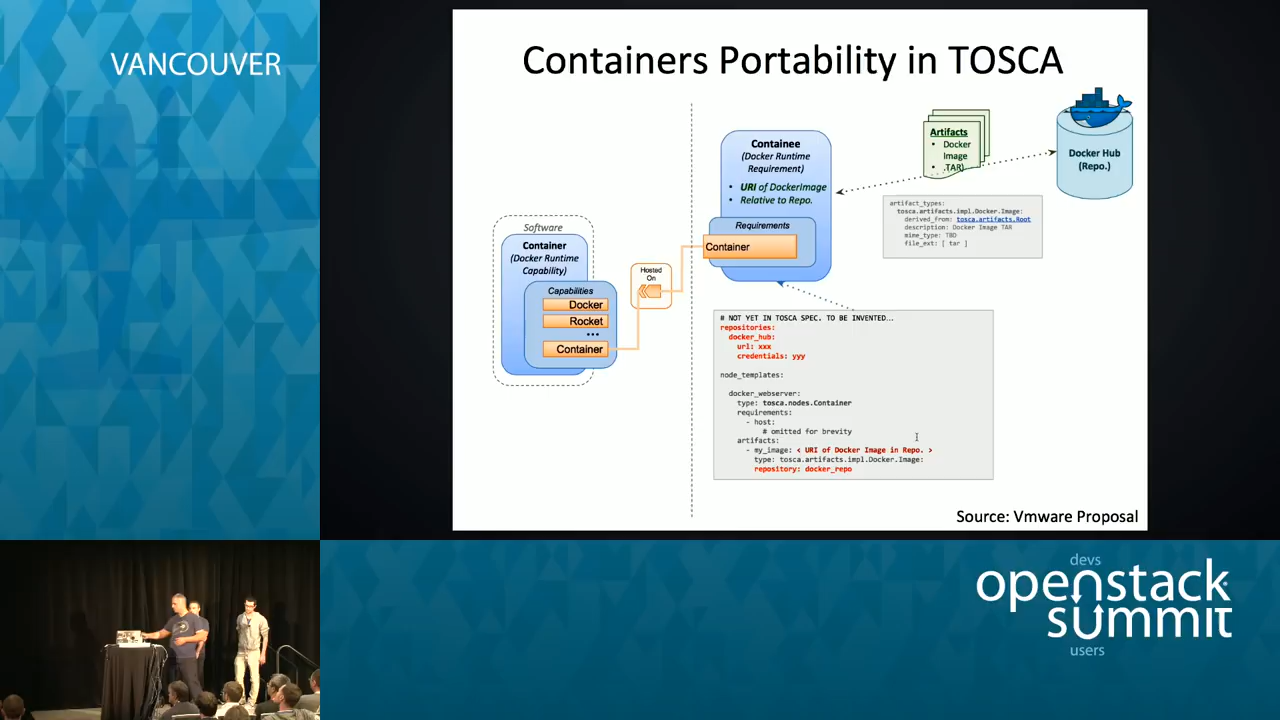 VANCOUVER
Containers Portability in TOSCA
Software
Container
(Docker Runtime
Capability)
Capabilities
Docker
Rocket
...
Container
Hosted
On
Containee
(Docker Runtime
Requirement)
• URI of DockerImage
• Relative to Repo.
Requirements
Container
Artifacts
• Docker
Image
• TAR)
Docker Hub
(Repo.)
artifact_types:
tosca.artifacts.impl.Docker.Image:
derived_from: tosca.artifacts.Root
description: Docker Image TAR
mime_type: TBD
file_ext: [ tar ]
# NOT YET IN TOSCA SPEC. TO BE INVENTED…
repositories:
docker_hub:
url: xxx
credentials: yyy
node_templates:
docker_webserver:
type: tosca.nodes.Container
requirements:
- host:
# omitted for brevity
artifacts:
- my_image: < URI of Docker Image in Repo. >
type: tosca.artifacts.impl.Docker.Image:
repository: docker_repo
Source: Vmware Proposal
devs
openstack
summit
users